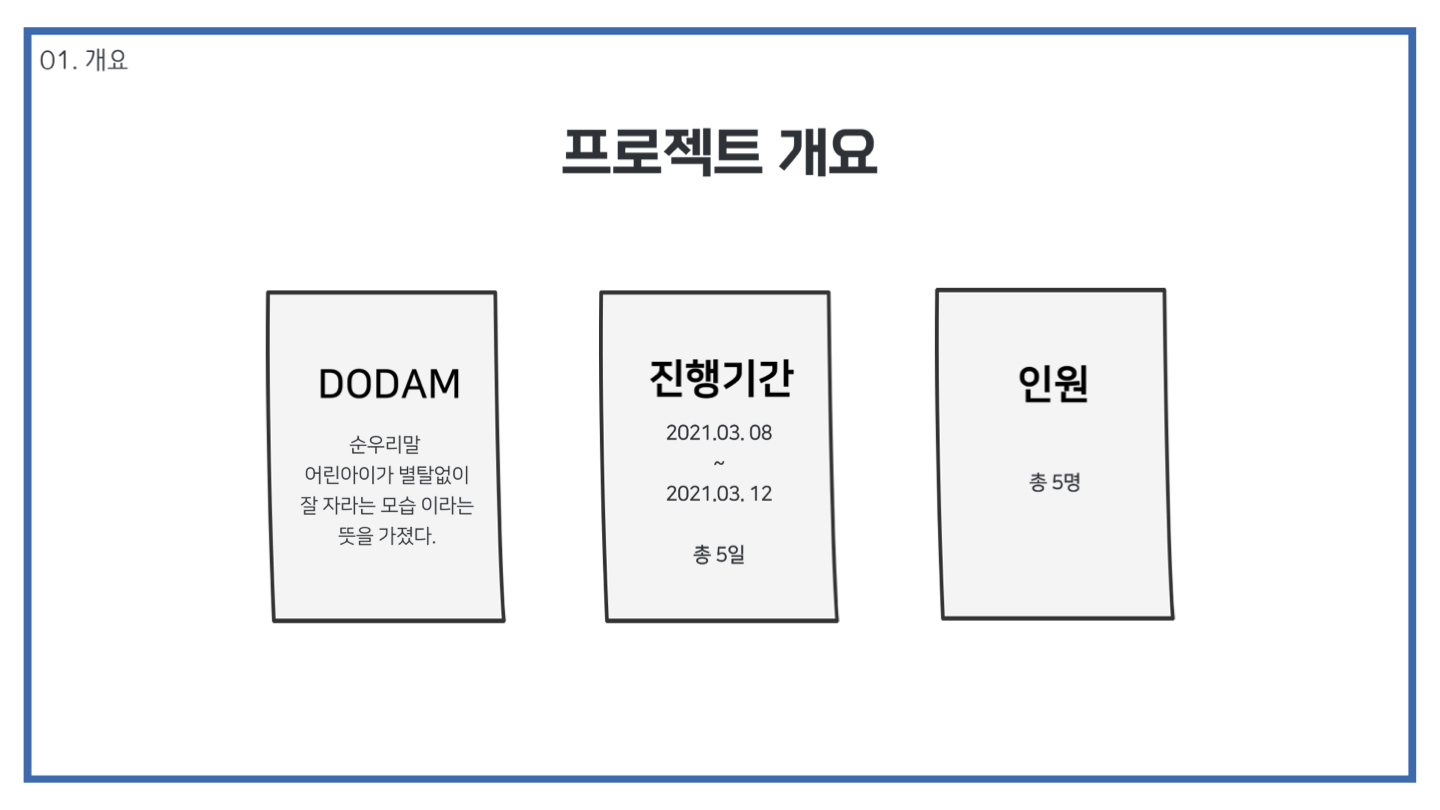 01. 개요
프로젝트 개요
DODAM
순우리말
어린아이가 별탈없이
잘 자라는 모습 이라는
뜻을 가졌다.
진행기간
2021.03. 08
~
2021.03. 12
총 5일
인원
총 5명